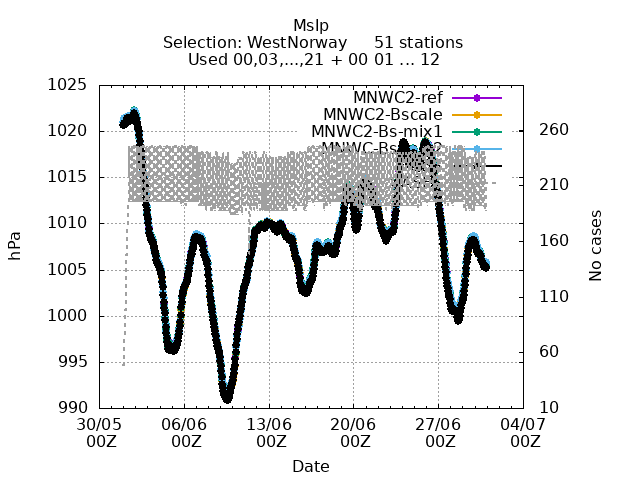 Mslp
Selection: WestNorway     51 stations
Used 00,03,...,21 + 00 01 ... 12
MNWC2-ref
MNWC2-Bscale
MNWC2-Bs-mix1
hPa
No cases
1025
1020
1015
1010
1005
1000
995
990
260
210
160
110
60
10
30/05 06/06 13/06 20/06 27/06 04/07
00Z 00Z 00Z 00Z 00Z 00Z
Date